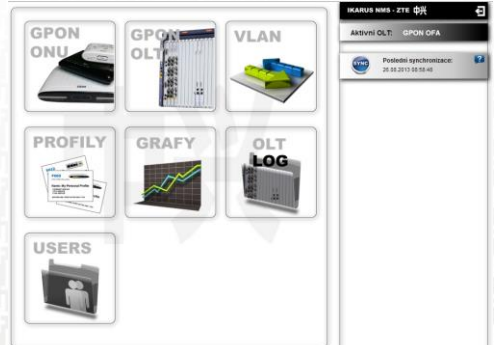 GPON
ONU
GPON
OLT
VLAN
PROFILY
GRAFY
OLT
LOG
USERS
IKARUS NMS - ZTE 中兴
Aktivní OLT: GPON OFA
SYNC
Poslední synchronizace:
26.08.2013 08:58:46
?